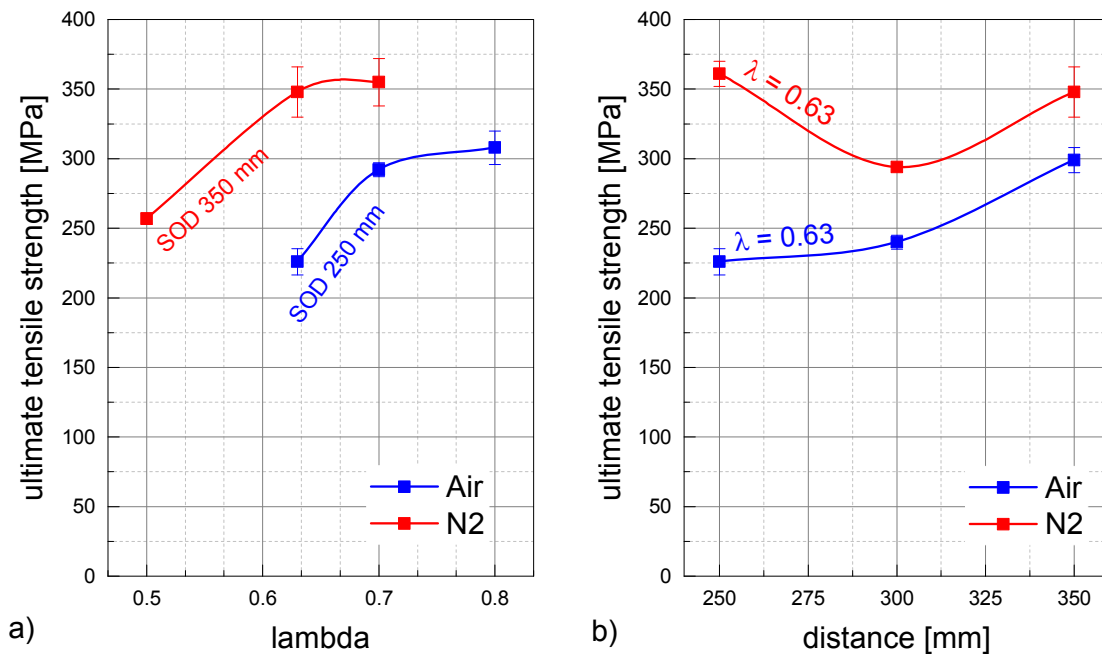 400
350
300
250
200
150
100
50
0
ultimate tensile strength [MPa]
SOD 350 mm
SOD 250 mm
Air
N2
0.5
0.6
0.7
0.8
a)
lambda
400
350
300
250
200
150
100
50
0
ultimate tensile strength [MPa]
λ = 0.63
λ = 0.63
Air
N2
250
275
300
325
350
b)
distance [mm]